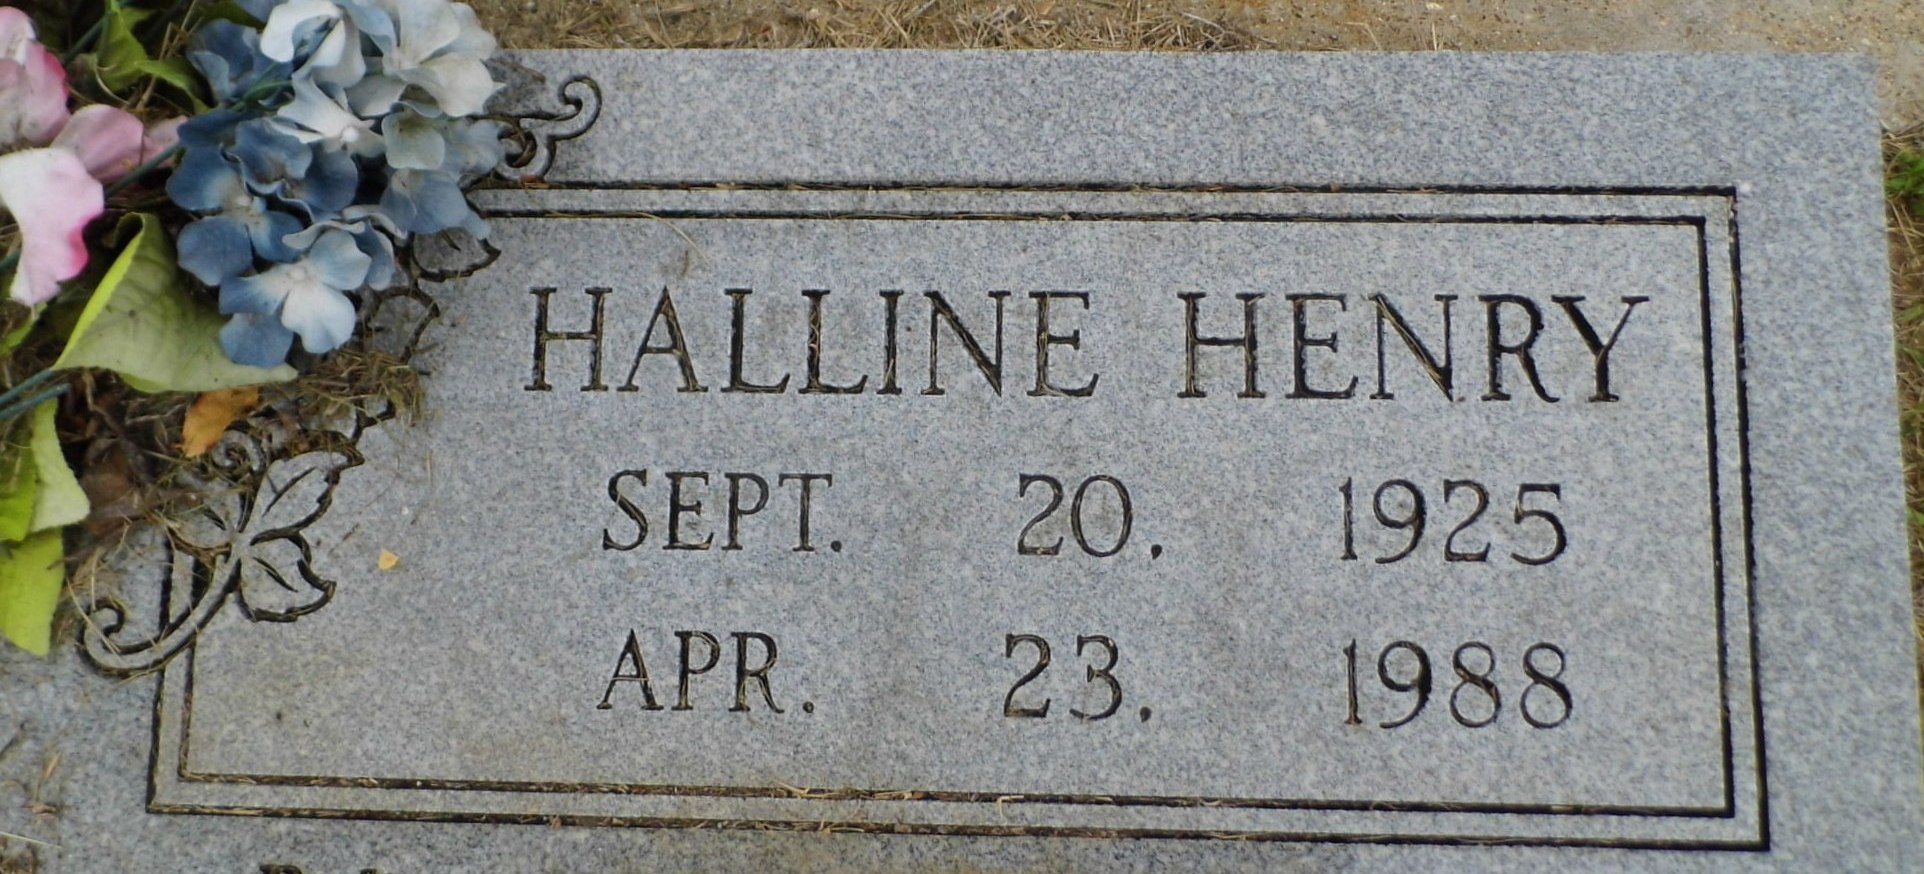 HALLINE HENRY
SEPT. 20. 1925
APR. 23. 1988